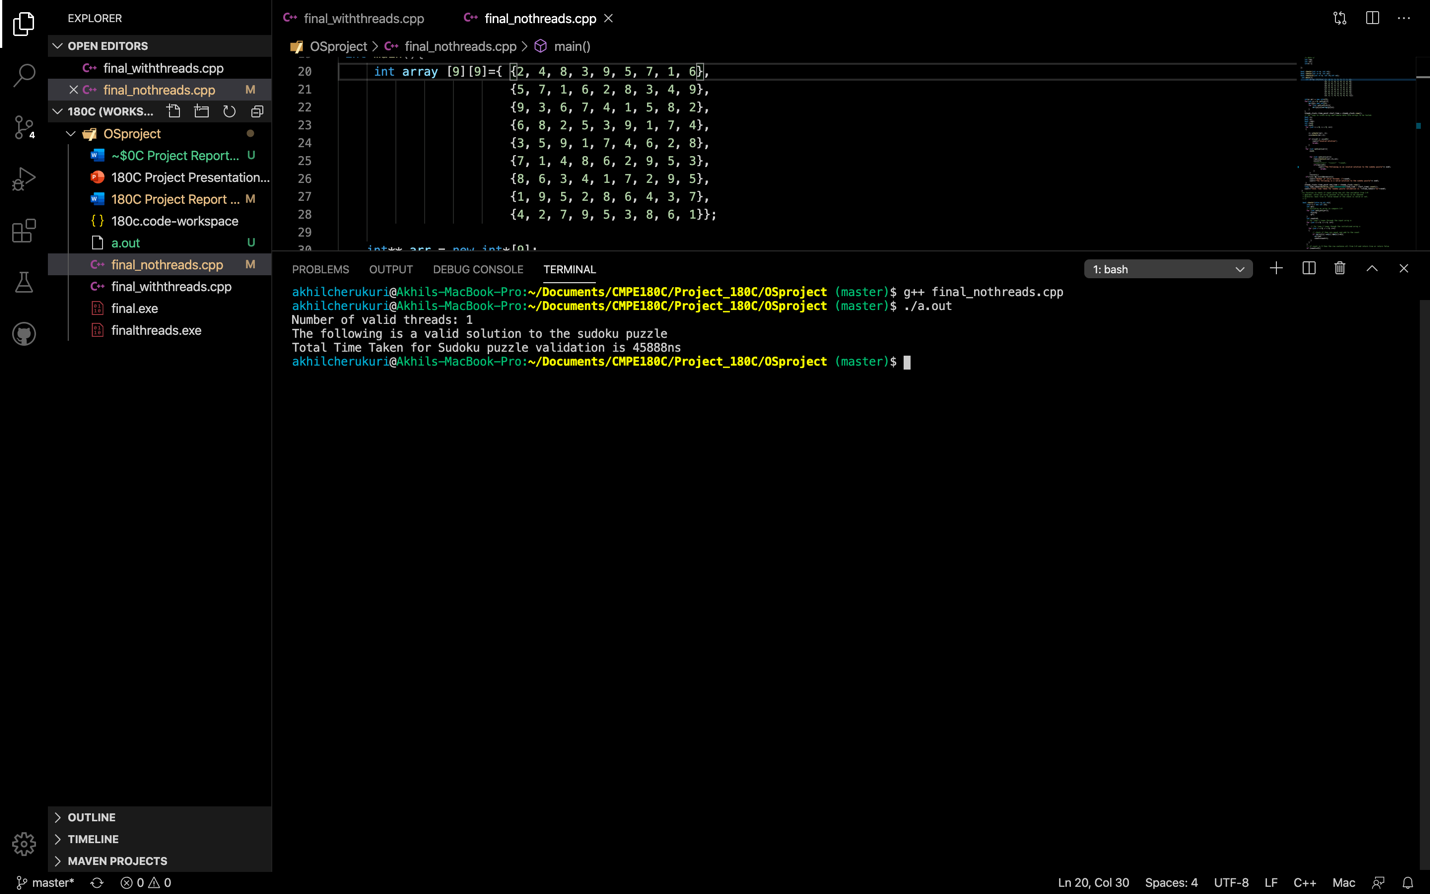 EXPLORER
OPEN EDITORS
final_withthreads.cpp
final_nothreads.cpp M
180C (WORKS...
OSproject
~$0C Project Report... U
180C Project Presentation...
180C Project Report ... M
180c.code-workspace
a.out U
final_nothreads.cpp M
final_withthreads.cpp
final.exe
finalthreads.exe
OUTLINE
TIMELINE
MAVEN PROJECTS
4
final_withthreads.cpp final_nothreads.cpp
OSproject > final_nothreads.cpp > main()
20 int array [9][9]={ {2, 4, 8, 3, 9, 5, 7, 1, 6},
21 {5, 7, 1, 6, 2, 8, 3, 4, 9},
22 {9, 3, 6, 7, 4, 1, 5, 8, 2},
23 {6, 8, 2, 5, 3, 9, 1, 7, 4},
24 {3, 5, 9, 1, 7, 4, 6, 2, 8},
25 {7, 1, 4, 8, 6, 2, 9, 5, 3},
26 {8, 6, 3, 4, 1, 7, 2, 9, 5},
27 {1, 9, 5, 2, 8, 6, 4, 3, 7},
28 {4, 2, 7, 9, 5, 3, 8, 6, 1}};
29
30 int** arr = new int*[9];
PROBLEMS OUTPUT DEBUG CONSOLE TERMINAL 1: bash
akhilcherukuri@Akhils-MacBook-Pro:~/Documents/CMPE180C/Project_180C/OSproject (master)$ g++ final_nothreads.cpp
akhilcherukuri@Akhils-MacBook-Pro:~/Documents/CMPE180C/Project_180C/OSproject (master)$ ./a.out
Number of valid threads: 1
The following is a valid solution to the sudoku puzzle
Total Time Taken for Sudoku puzzle validation is 45888ns
akhilcherukuri@Akhils-MacBook-Pro:~/Documents/CMPE180C/Project_180C/OSproject (master)$
master* 0 0 Ln 20, Col 30 Spaces: 4 UTF-8 LF C++ Mac